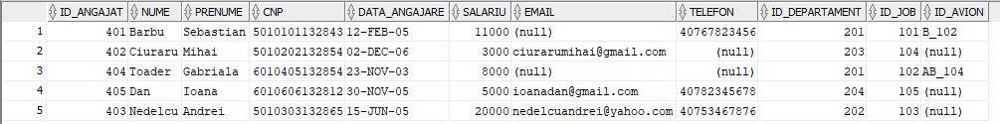 ID_ANGAJAT NUME PRENUME CNP DATA_ANGAJARE SALARIU EMAIL TELEFON ID_DEPARTAMENT ID_JOB ID_AVION
1 401 Barbu Sebastian 5010101132843 12-FEB-05 11000 (null) 40767823456 201 101 B_102
2 402 Ciuraru Mihai 5010202132854 02-DEC-06 3000 ciurarumihai@gmail.com (null) 203 104 (null)
3 404 Toader Gabriala 6010405132854 23-NOV-03 8000 (null) (null) 201 102 AB_104
4 405 Dan Ioana 6010606132812 30-NOV-05 5000 ioanadan@gmail.com 40782345678 204 105 (null)
5 403 Nedelcu Andrei 5010303132865 15-JUN-05 20000 nedelcuandrei@yahoo.com 40753467876 202 103 (null)